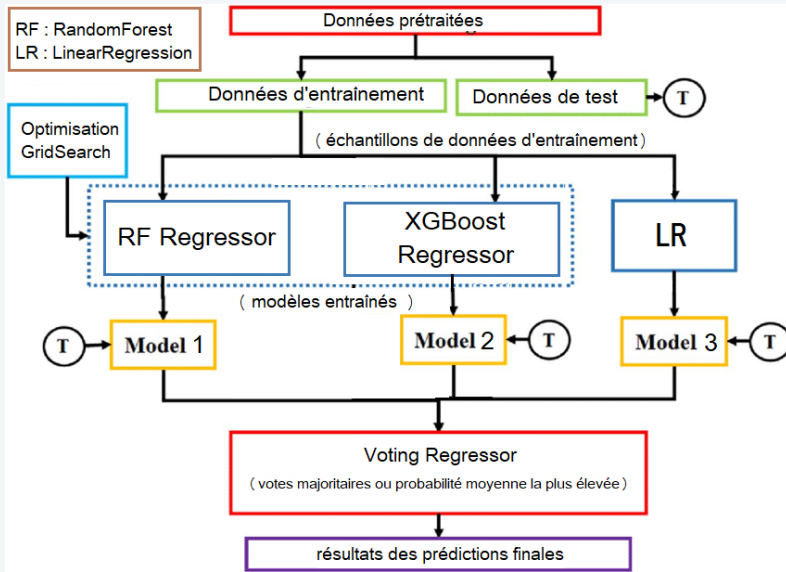 Données prétraitées
RF : RandomForest
LR : LinearRegression
Données d'entraînement
Données de test
T
Optimisation
GridSearch
( échantillons de données d'entraînement)
RF Regressor
XGBoost
Regressor
LR
( modèles entraînés )
T
Model 1
Model 2
T
Model 3
T
Voting Regressor
( votes majoritaires ou probabilité moyenne la plus élevée )
résultats des prédictions finales